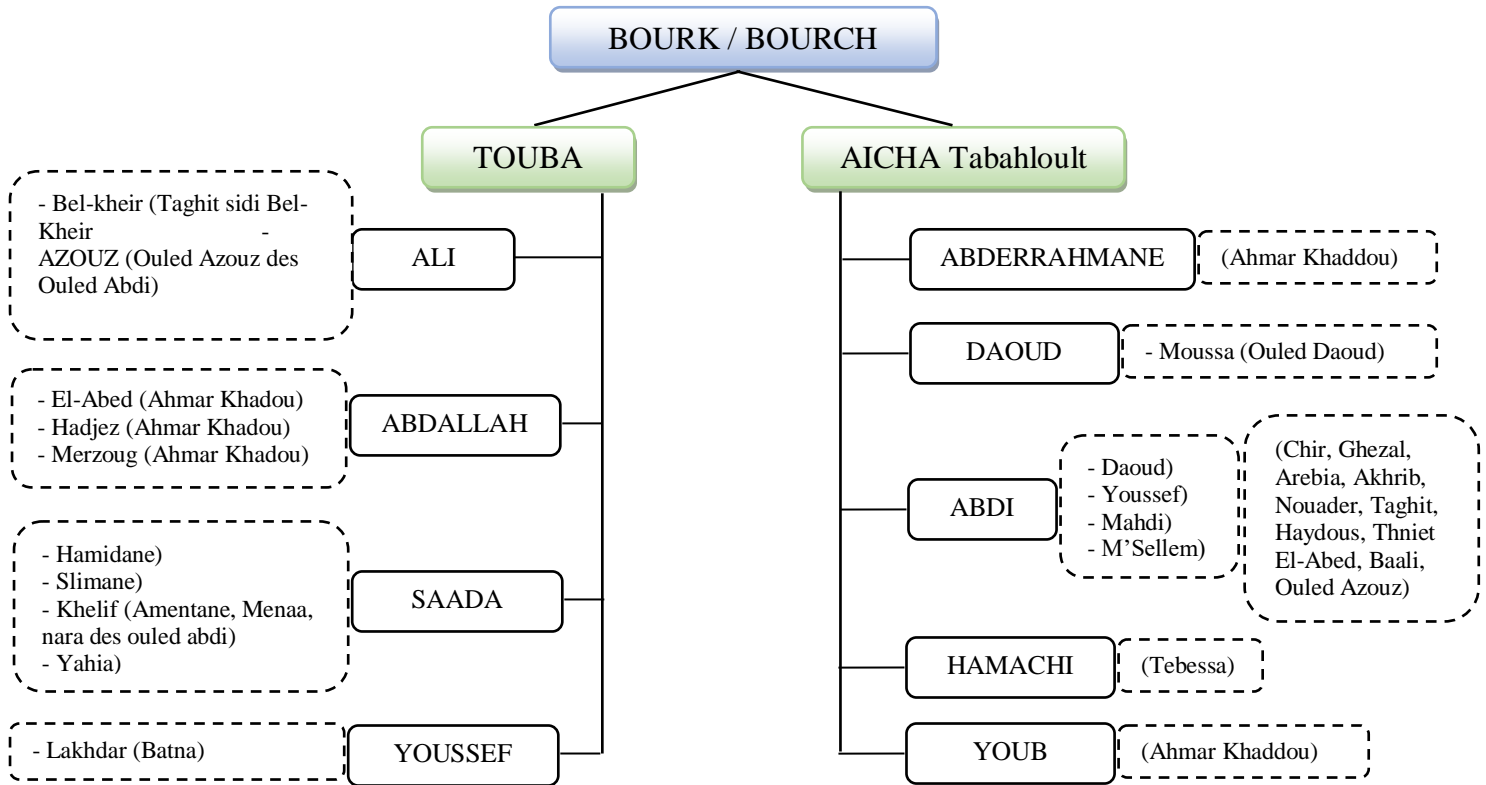 BOURK / BOURCH
TOUBA
AICHA Tabahloult
- Bel-kheir (Taghit sidi Bel-
Kheir -
AZOUZ (Ouled Azouz des
Ouled Abdi)
ALI
- El-Abed (Ahmar Khadou)
- Hadjez (Ahmar Khadou)
- Merzoug (Ahmar Khadou)
ABDALLAH
- Hamidane)
- Slimane)
- Khelif (Amentane, Menaa,
nara des ouled abdi)
- Yahia)
SAADA
- Lakhdar (Batna)
YOUSSEF
ABDERRAHMANE
(Ahmar Khaddou)
DAOUD
- Moussa (Ouled Daoud)
ABDI
- Daoud)
- Youssef)
- Mahdi)
- M’Sellem)
(Chir, Ghezal,
Arebia, Akhrib,
Nouader, Taghit,
Haydous, Thniet
El-Abed, Baali,
Ouled Azouz)
HAMACHI
(Tebessa)
YOUB
(Ahmar Khaddou)